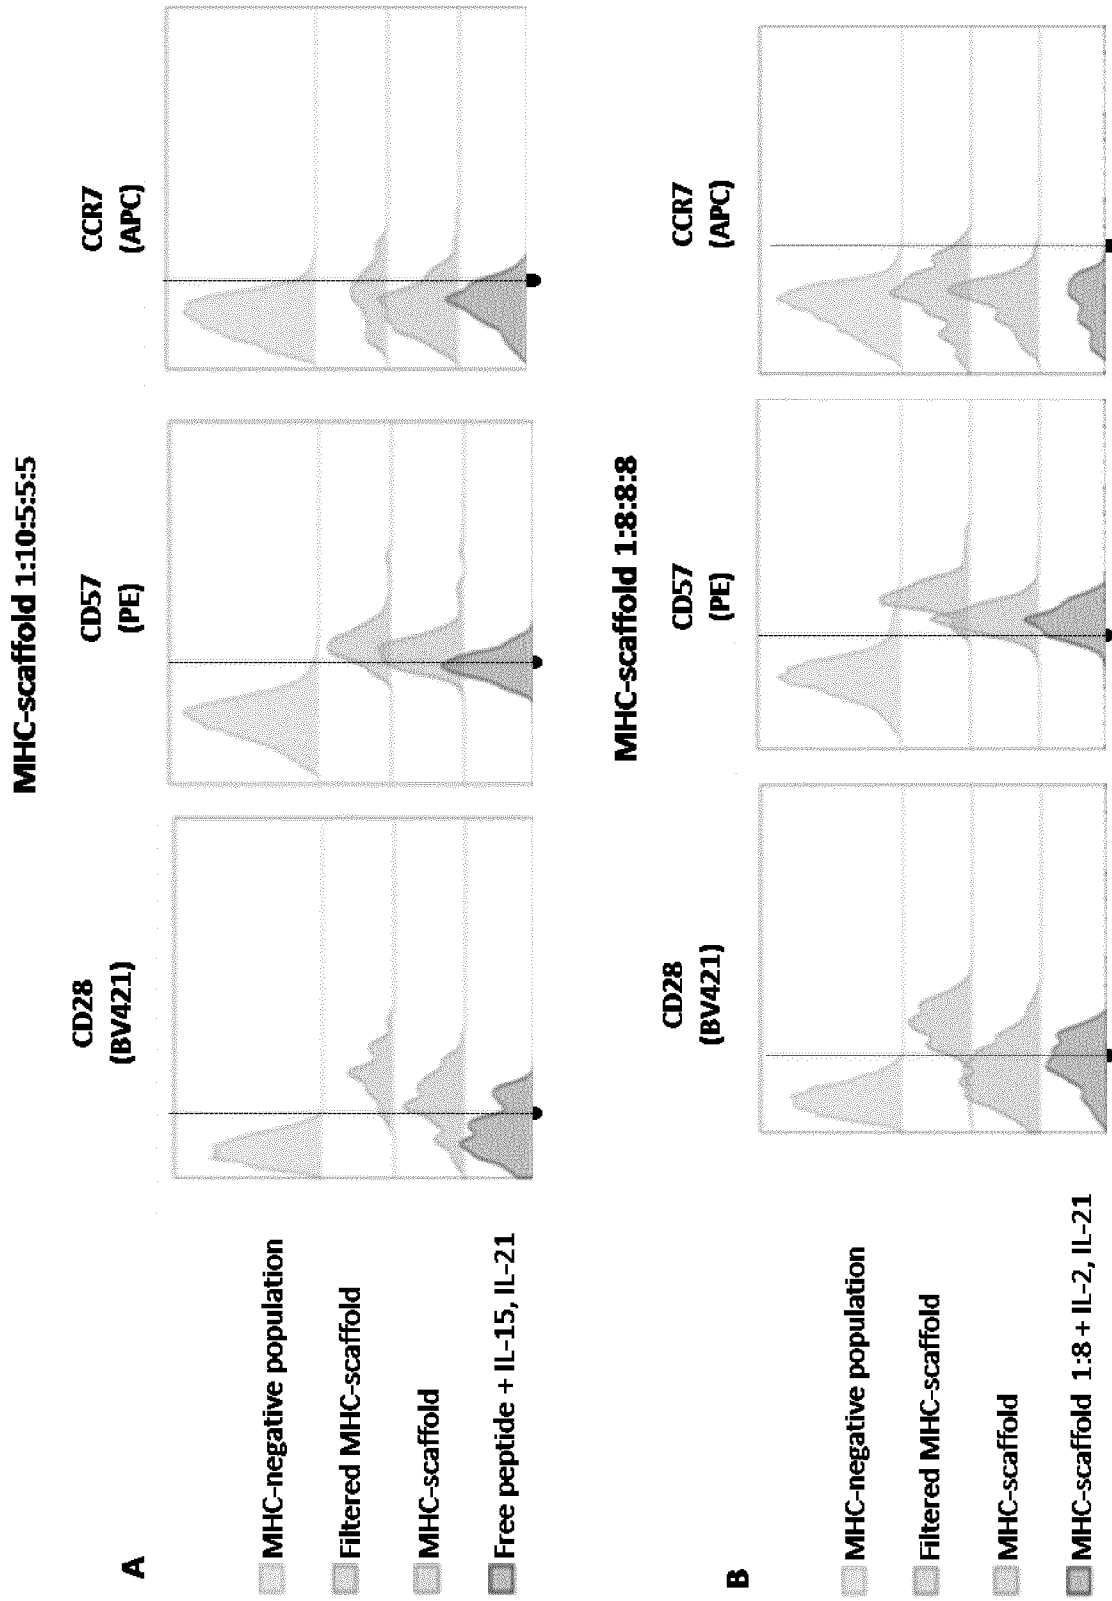 A
MHC-scaffold 1:10:5:5:5
CD28
(BV421)
CD57
(PE)
CCR7
(APC)
MHC-negative population
Filtered MHC-scaffold
MHC-scaffold
Free peptide + IL-15, IL-21
B
MHC-scaffold 1:8:8:8
CD28
(BV421)
CD57
(PE)
CCR7
(APC)
MHC-negative population
Filtered MHC-scaffold
MHC-scaffold
MHC-scaffold 1:8 + IL-2, IL-21